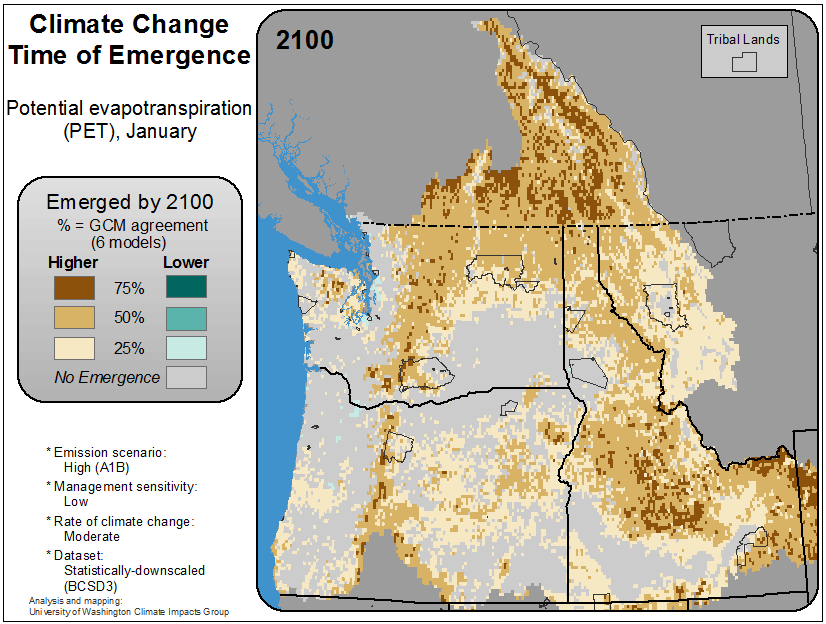 Climate Change
Time of Emergence
Potential evapotranspiration
(PET), January
Emerged by 2100
% = GCM agreement
(6 models)
Higher Lower
75%
50%
25%
No Emergence
* Emission scenario:
High (A1B)
* Management sensitivity:
Low
* Rate of climate change:
Moderate
* Dataset:
Statistically-downscaled
(BCSD3)
Analysis and mapping:
University of Washington Climate Impacts Group
2100
Tribal Lands